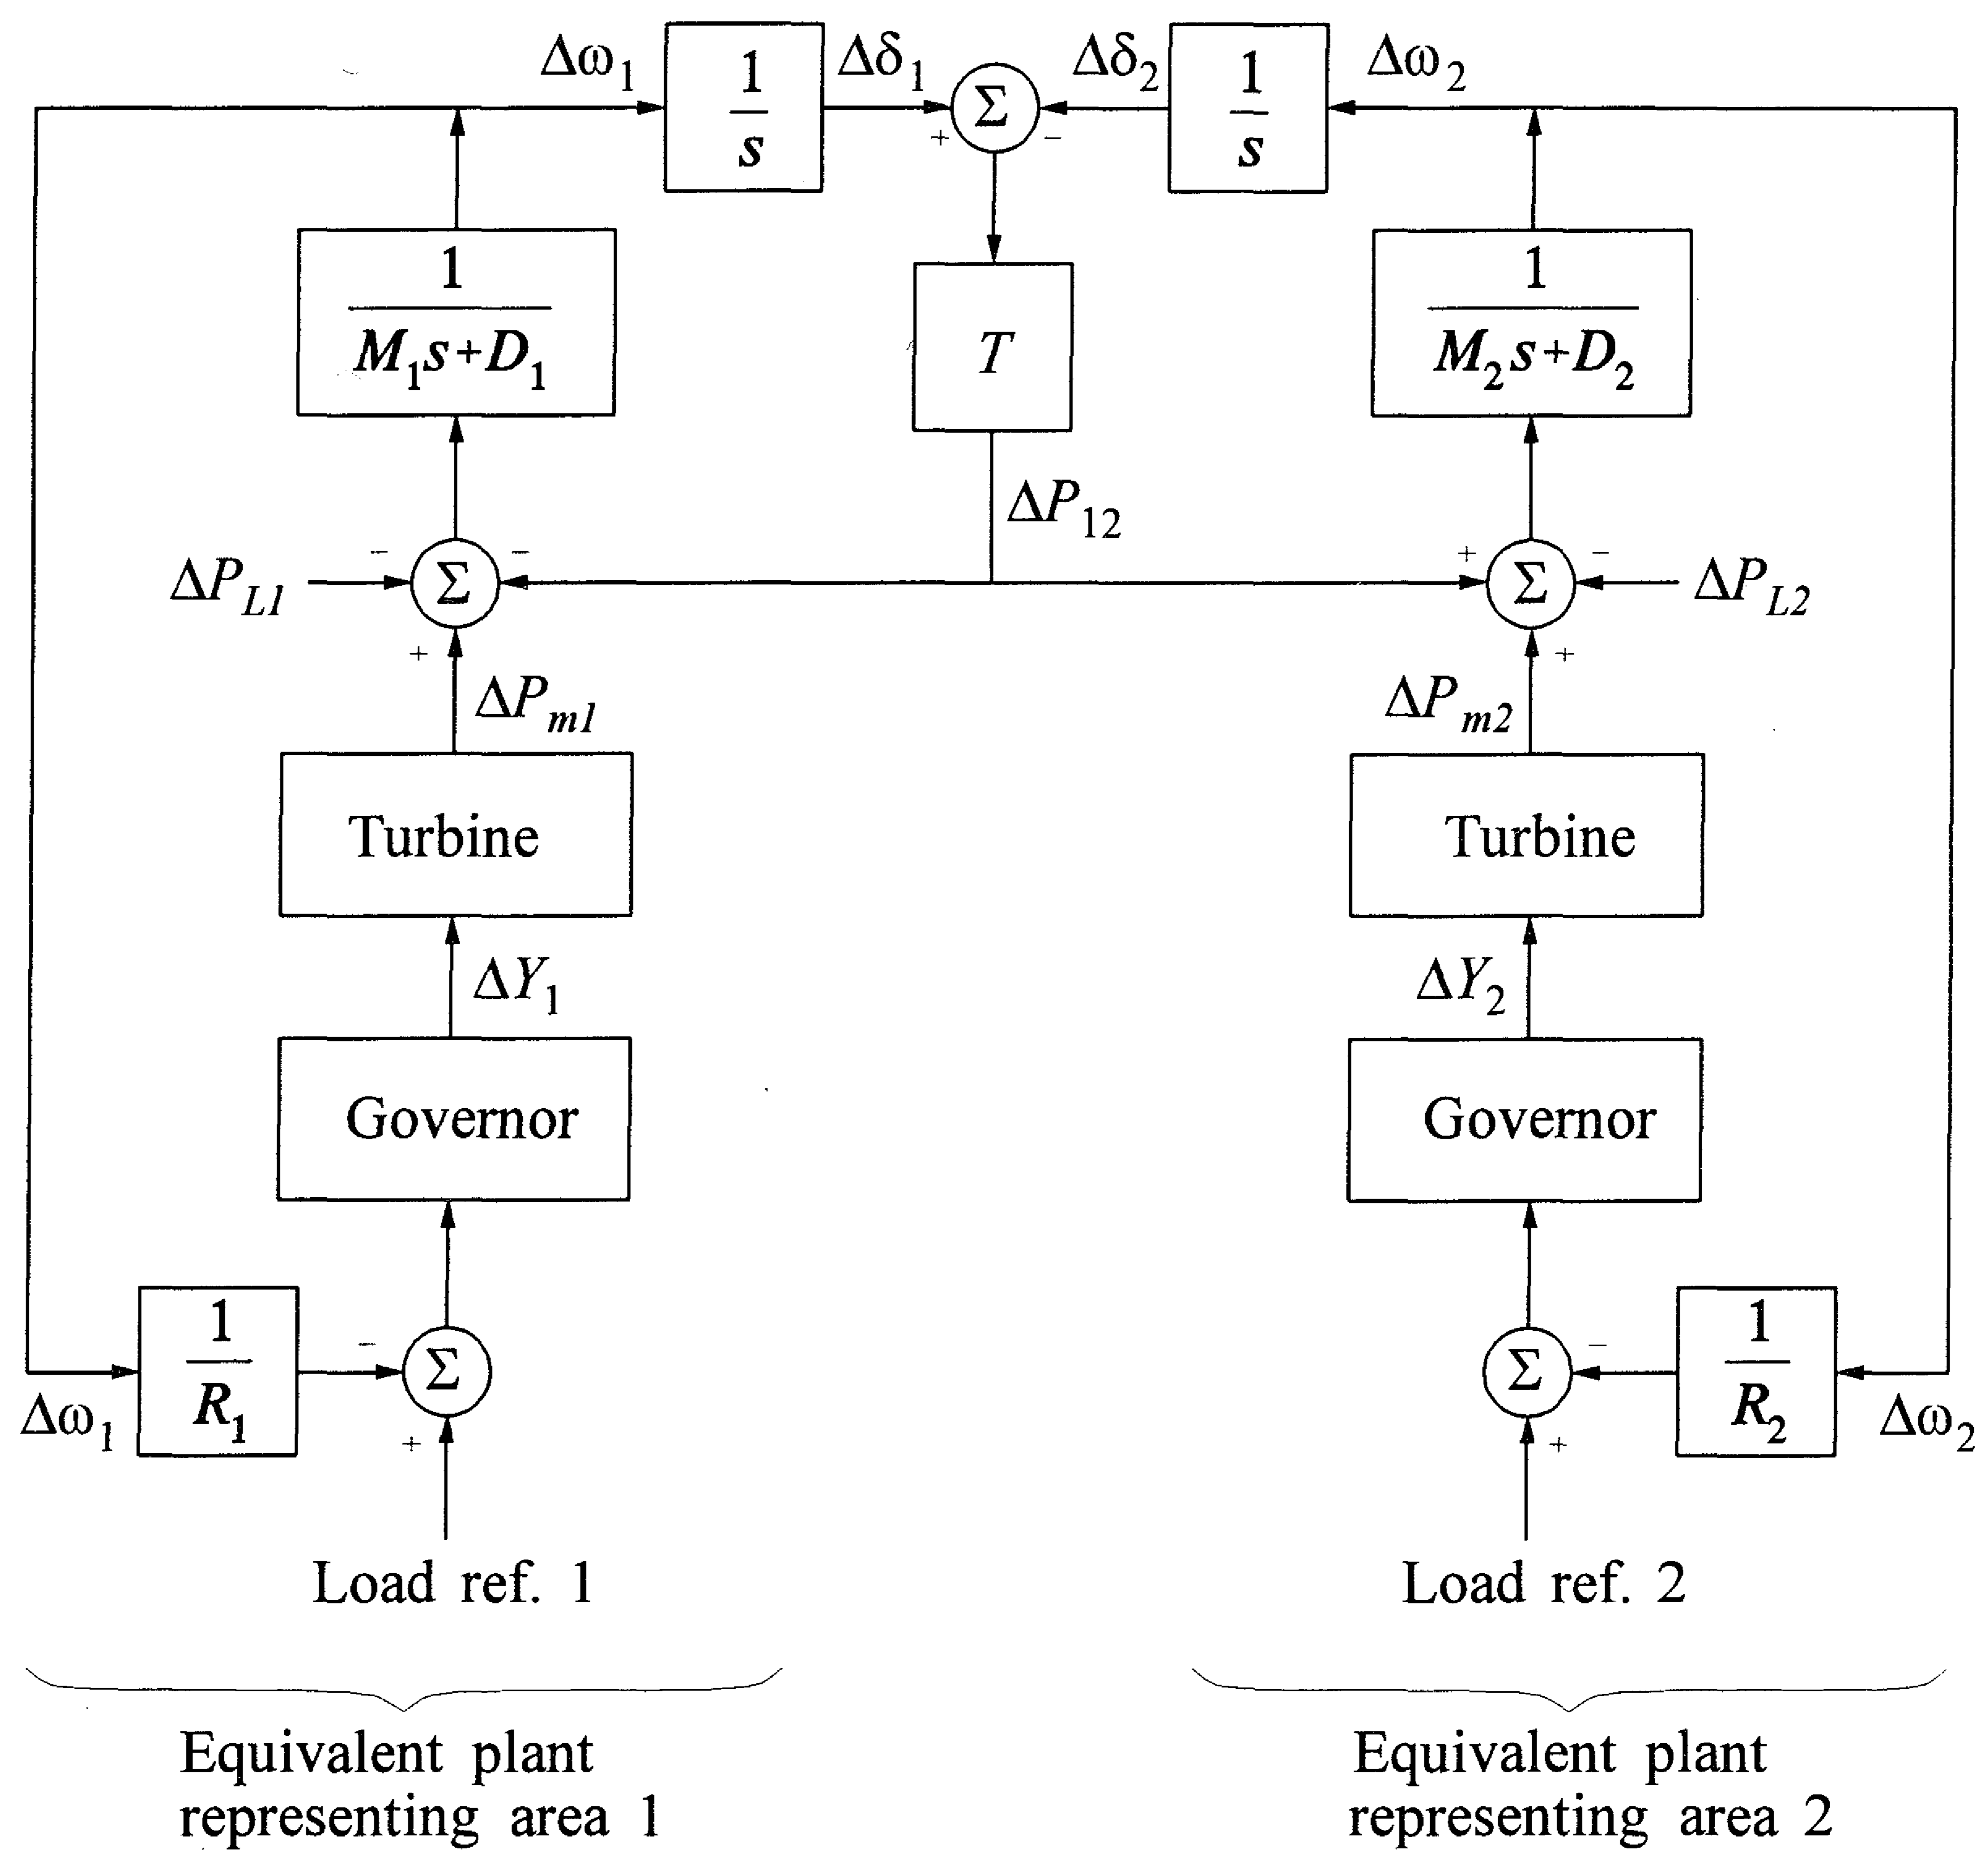 Δω1
1
s
Δδ1
Σ
+
−
Δδ2
1
s
Δω2
1
M1s+D1
T
1
M2s+D2
ΔP12
ΔPL1
−
Σ
−
+
+
Σ
−
+
ΔPL2
ΔPm1
ΔPm2
Turbine
Turbine
ΔY1
ΔY2
Governor
Governor
Δω1
1
R1
−
Σ
+
Σ
−
+
1
R2
Δω2
Load ref. 1
Load ref. 2
Equivalent plant
representing area 1
Equivalent plant
representing area 2